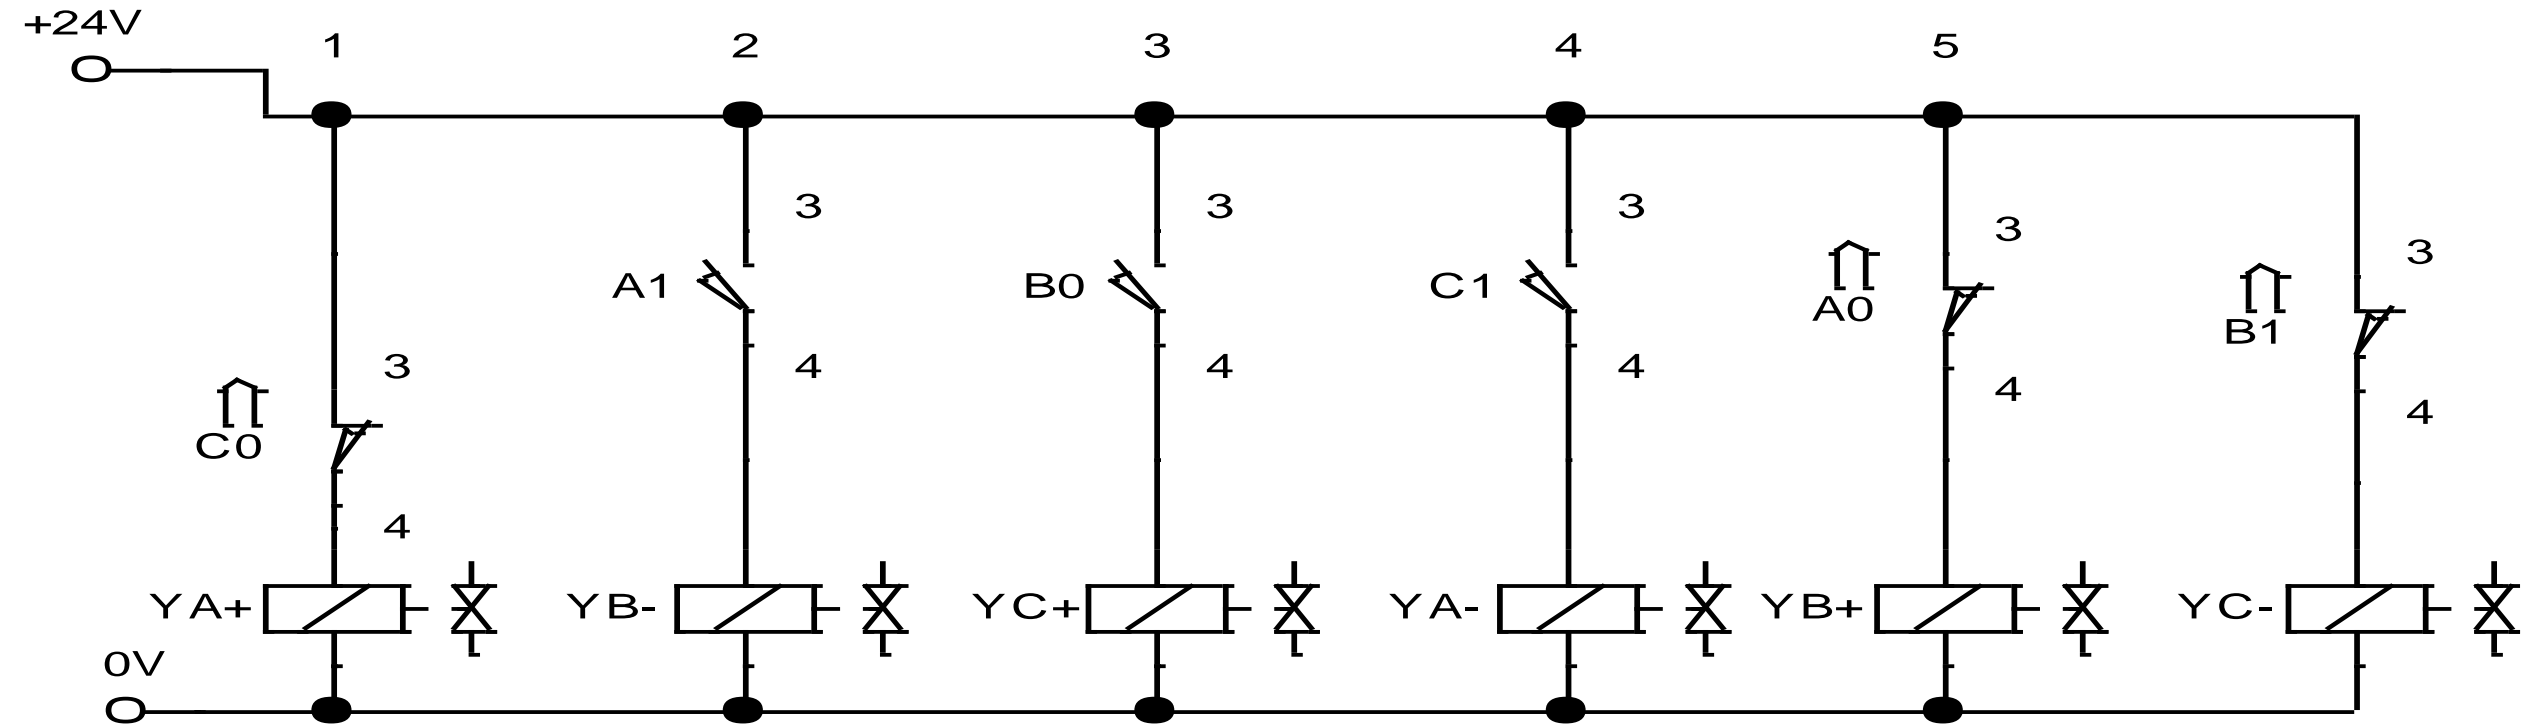 +24V
1 2 3 4 5
3 3 3 3 3
A1 B0 C1 A0 B1
4 4 4 4 4
3
C0
4
YA+ YB- YC+ YA- YB+ YC-
0V